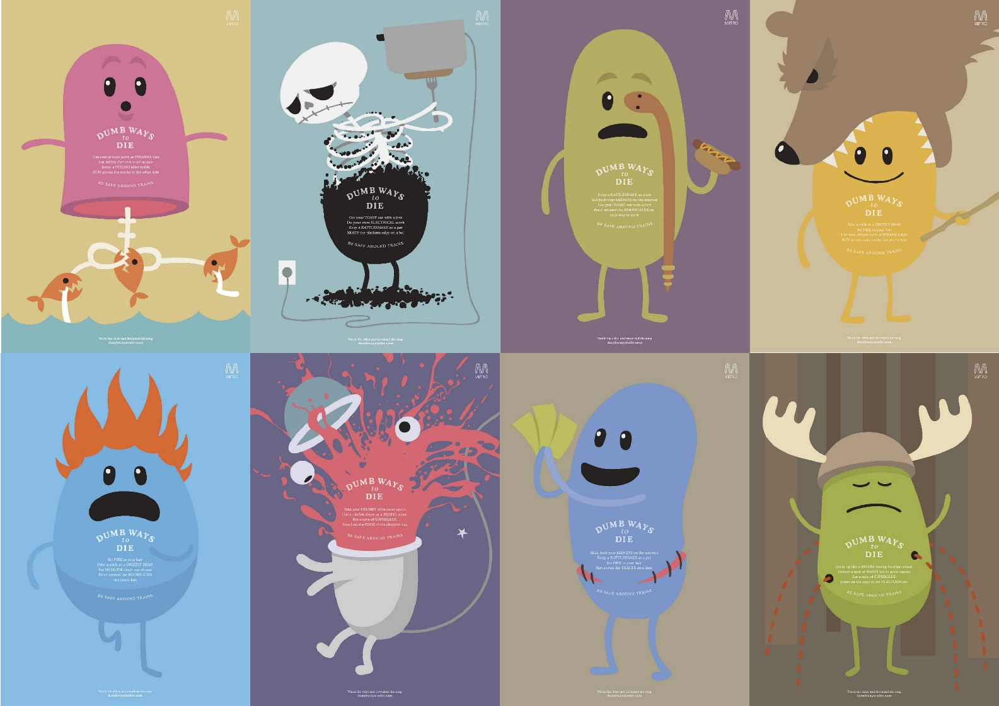 METRO
DUMB WAYS
to
DIE
Use your private parts as PIRANHA bait
Eat MEDICINE that's out of date
Invite a PSYCHO killer inside
RUN across the tracks to the other side
BE SAFE AROUND TRAINS
Watch the video and download the song
dumbwaystodie.com
METRO
DUMB WAYS
to
DIE
Get your TOAST out with a fork
Do your own ELECTRICAL work
Keep a RATTLESNAKE as a pet
SKATE the platform edge on a bet
BE SAFE AROUND TRAINS
Watch the video and download the song
dumbwaystodie.com
METRO
DUMB WAYS
to
DIE
Keep a RATTLESNAKE as a pet
Sell both your KIDNEYS on the internet
Get your TOAST out with a fork
Race around the BOOMGATES on
your way to work
BE SAFE AROUND TRAINS
Watch the video and download the song
dumbwaystodie.com
METRO
DUMB WAYS
to
DIE
Poke a stick at a GRIZZLY BEAR
Set FIRE to your hair
Use your private parts as PIRANHA bait
RUN across train tracks 'cos you're late
BE SAFE AROUND TRAINS
Watch the video and download the song
dumbwaystodie.com
METRO
DUMB WAYS
to
DIE
Set FIRE to your hair
Poke a stick at a GRIZZLY BEAR
Eat MEDICINE that's out of date
Drive around the BOOMGATES
'cos you're late
BE SAFE AROUND TRAINS
Watch the video and download the song
dumbwaystodie.com
METRO
DUMB WAYS
to
DIE
Take your HELMET off in outer space
Use a clothes dryer as a HIDING place
Eat a tube of SUPERGLUE
Stand on the EDGE of the platform too
BE SAFE AROUND TRAINS
Watch the video and download the song
dumbwaystodie.com
METRO
DUMB WAYS
to
DIE
SELL both your KIDNEYS on the internet
Keep a RATTLESNAKE as a pet
Set FIRE to your hair
Run across the TRACKS on a dare
BE SAFE AROUND TRAINS
Watch the video and download the song
dumbwaystodie.com
METRO
DUMB WAYS
to
DIE
Dress up like a MOOSE during hunting season
Disturb a nest of WASPS for no good reason
Eat a tube of SUPERGLUE
Stand on the edge of the PLATFORM too
BE SAFE AROUND TRAINS
Watch the video and download the song
dumbwaystodie.com